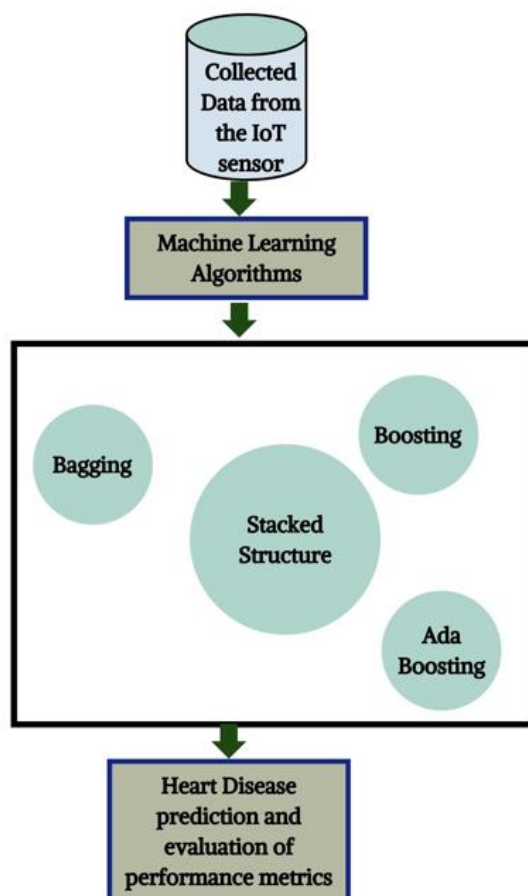 Collected
Data from
the IoT
sensor
Machine Learning
Algorithms
Boosting
Bagging
Stacked
Structure
Ada
Boosting
Heart Disease
prediction and
evaluation of
performance metrics